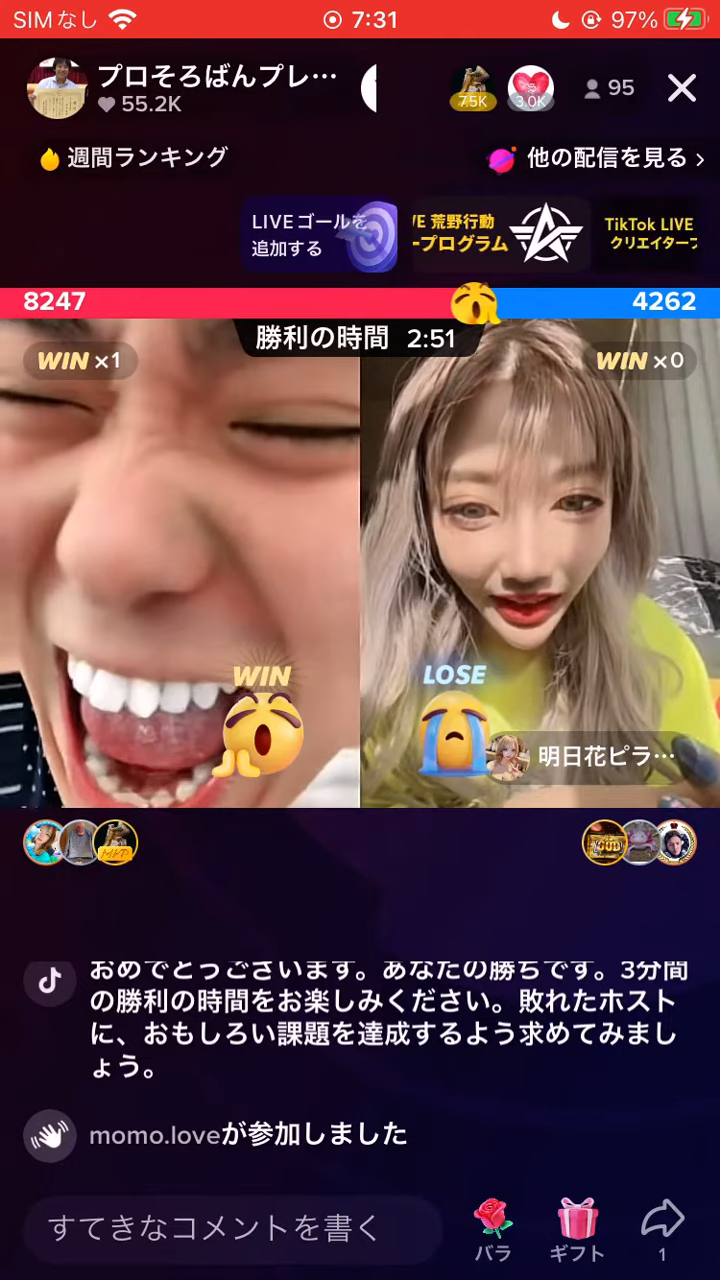 SIMなし
7:31
97%
プロそろばんプレ…
55.2K
7.5K
3.0K
95
週間ランキング
他の配信を見る
LIVEゴールを
追加する
荒野行動
プログラム
TikTok LIVE
クリエイター
8247
4262
勝利の時間 2:51
WIN ×1
WIN ×0
WIN
LOSE
明日花ピラ…
おめでとうございます。あなたの勝ちです。3分間
の勝利の時間をお楽しみください。敗れたホスト
に、おもしろい課題を達成するよう求めてみまし
ょう。
momo.loveが参加しました
すてきなコメントを書く
バラ
ギフト
1